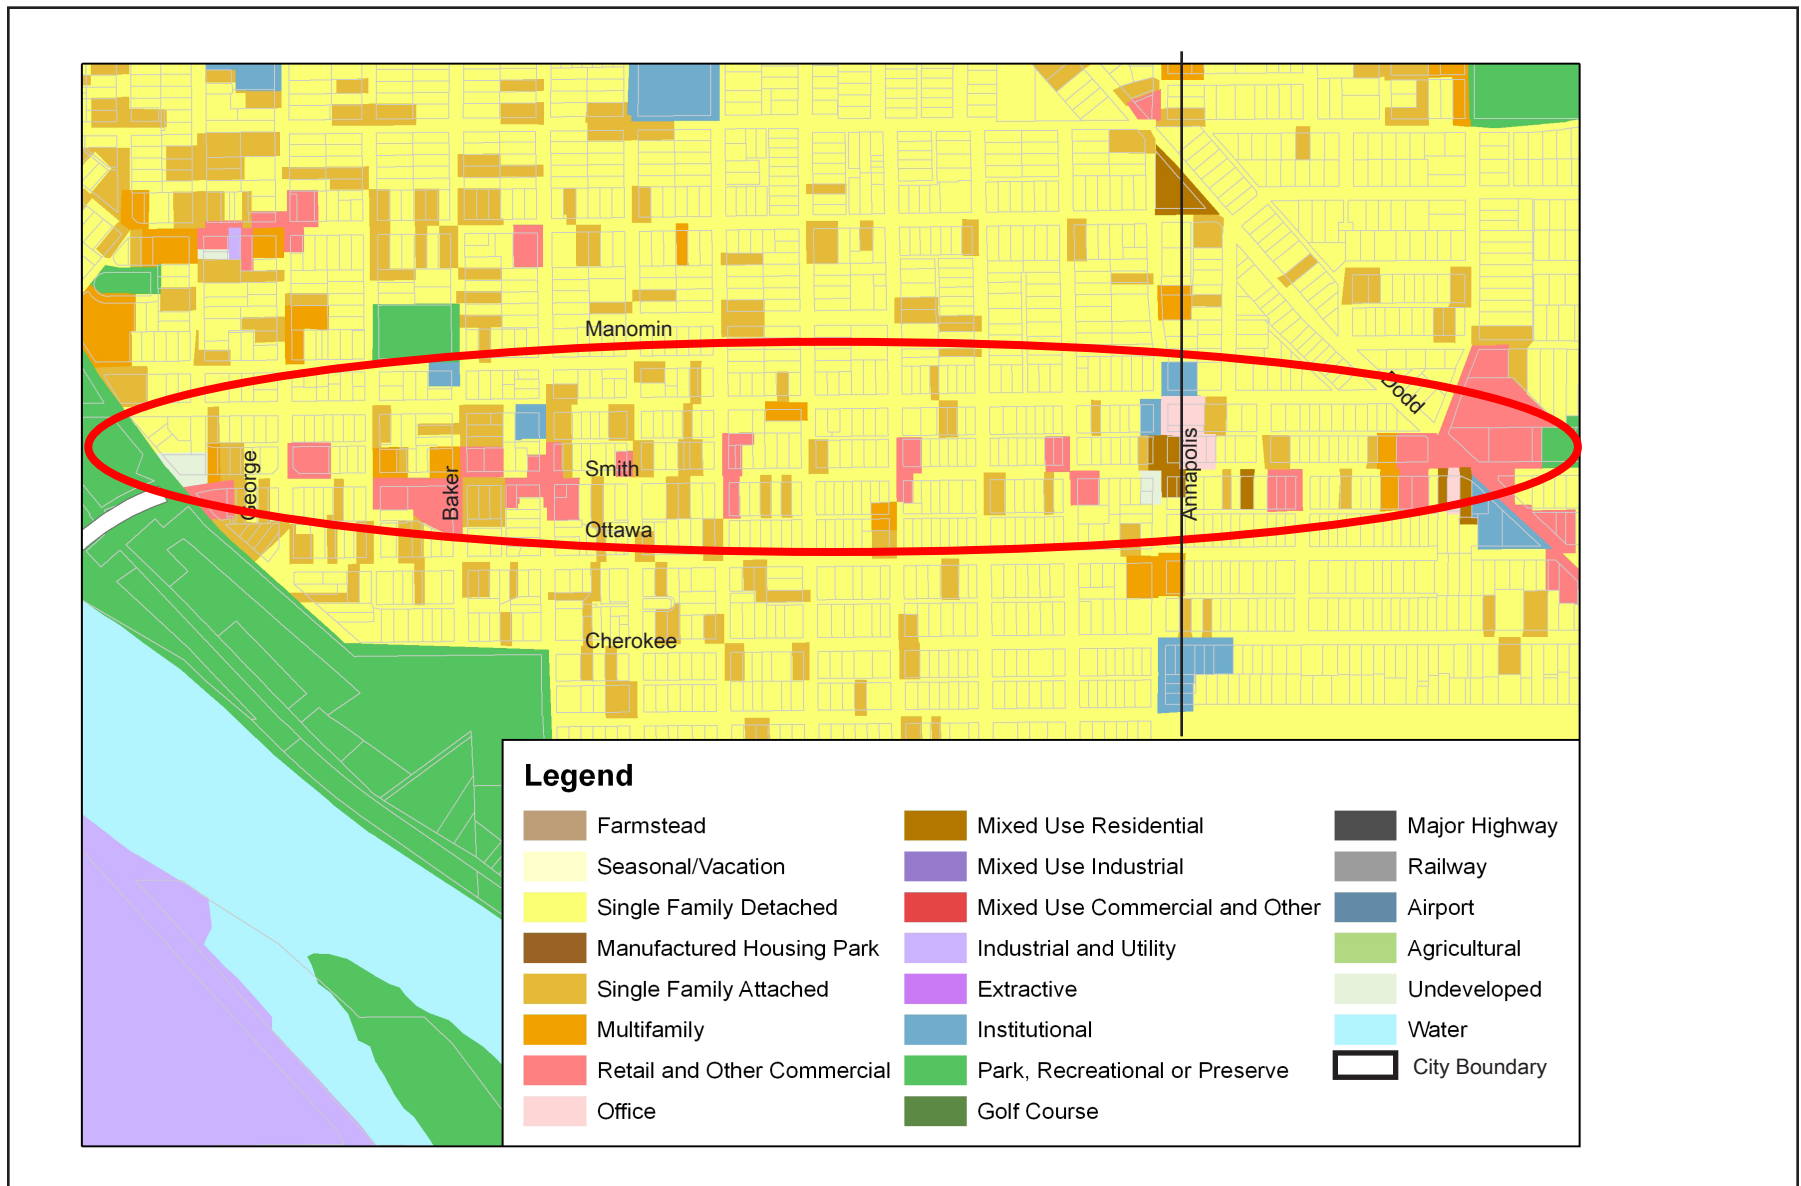 Manomin
Dodd
George
Baker
Smith
Annapolis
Ottawa
Cherokee
Legend
Farmstead
Seasonal/Vacation
Single Family Detached
Manufactured Housing Park
Single Family Attached
Multifamily
Retail and Other Commercial
Office
Mixed Use Residential
Mixed Use Industrial
Mixed Use Commercial and Other
Industrial and Utility
Extractive
Institutional
Park, Recreational or Preserve
Golf Course
Major Highway
Railway
Airport
Agricultural
Undeveloped
Water
City Boundary